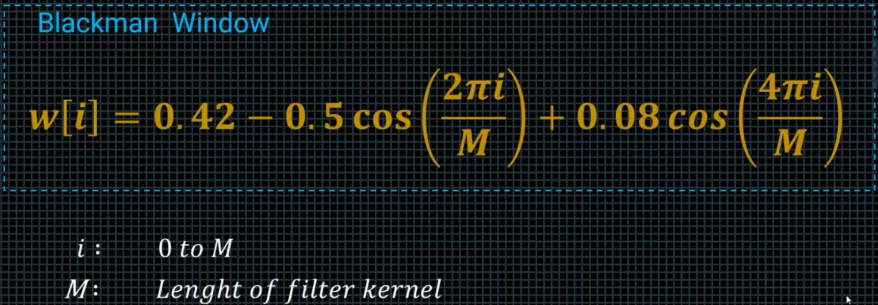 Blackman Window
w[i] = 0.42 − 0.5 cos(2πi/M) + 0.08 cos(4πi/M)
i : 0 to M
M: Lenght of filter kernel